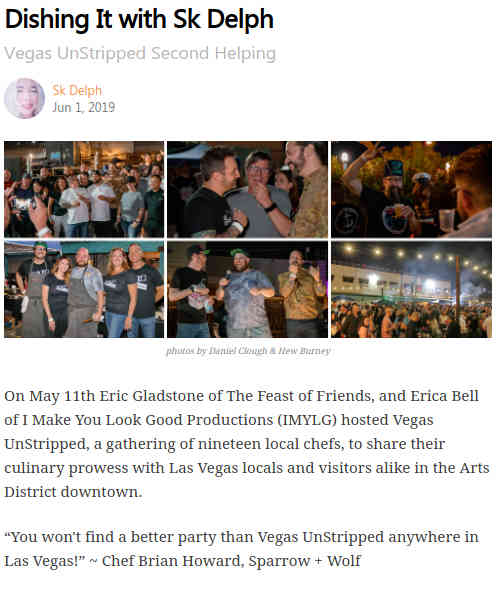 Dishing It with Sk Delph
Vegas UnStripped Second Helping
Sk Delph
Jun 1, 2019
photos by Daniel Clough & Hew Burney
On May 11th Eric Gladstone of The Feast of Friends, and Erica Bell
of I Make You Look Good Productions (IMYLG) hosted Vegas
UnStripped, a gathering of nineteen local chefs, to share their
culinary prowess with Las Vegas locals and visitors alike in the Arts
District downtown.
“You won't find a better party than Vegas UnStripped anywhere in
Las Vegas!” ~ Chef Brian Howard, Sparrow + Wolf